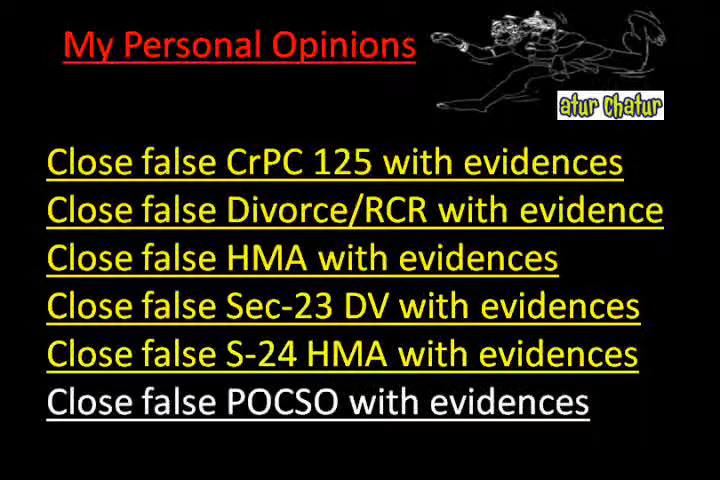 My Personal Opinions
atur Chatur
Close false CrPC 125 with evidences
Close false Divorce/RCR with evidence
Close false HMA with evidences
Close false Sec-23 DV with evidences
Close false S-24 HMA with evidences
Close false POCSO with evidences